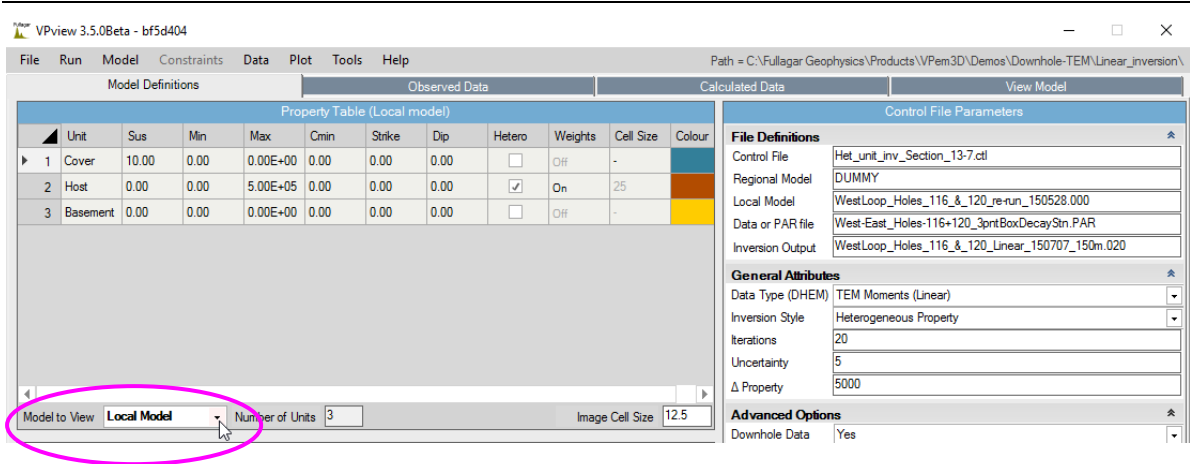 Fullagar
VPview 3.5.0Beta - bf5d404
File Run Model Constraints Data Plot Tools Help Path = C:\Fullagar Geophysics\Products\VPem3D\Demos\Downhole-TEM\Linear_inversion\
Model Definitions Observed Data Calculated Data View Model
Property Table (Local model)
Unit Sus Min Max Cmin Strike Dip Hetero Weights Cell Size Colour
1 Cover 10.00 0.00 0.00E+00 0.00 0.00 0.00 Off -
2 Host 0.00 0.00 5.00E+05 0.00 0.00 0.00 On 25
3 Basement 0.00 0.00 0.00E+00 0.00 0.00 0.00 Off -
Model to View Local Model Number of Units 3 Image Cell Size 12.5
Control File Parameters
File Definitions
Control File Het_unit_inv_Section_13-7.ctl
Regional Model DUMMY
Local Model WestLoop_Holes_116_&_120_re-run_150528.000
Data or PAR file West-East_Holes-116+120_3pntBoxDecayStn.PAR
Inversion Output WestLoop_Holes_116_&_120_Linear_150707_150m.020
General Attributes
Data Type (DHEM) TEM Moments (Linear)
Inversion Style Heterogeneous Property
Iterations 20
Uncertainty 5
Δ Property 5000
Advanced Options
Downhole Data Yes